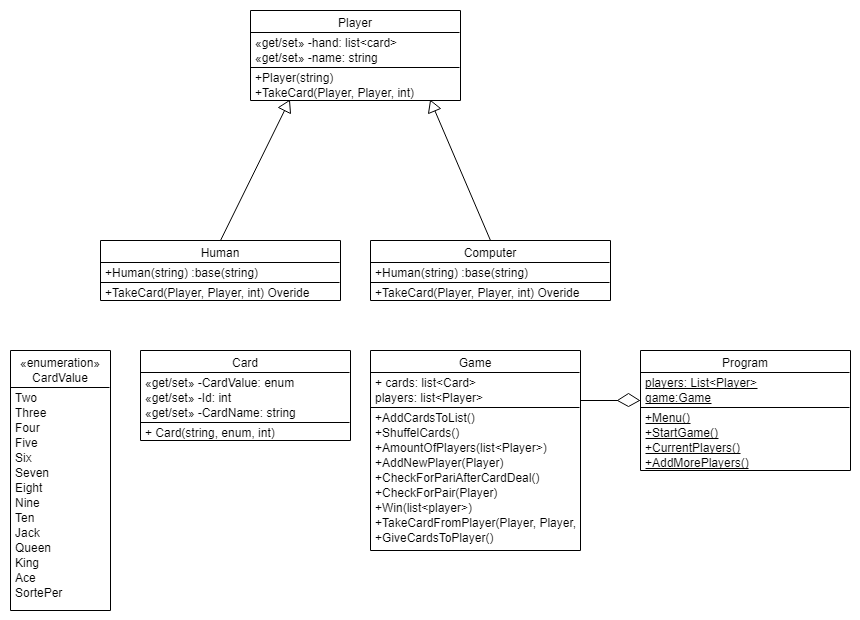 Player
«get/set» -hand: list<card>
«get/set» -name: string
+Player(string)
+TakeCard(Player, Player, int)
Human
+Human(string) :base(string)
+TakeCard(Player, Player, int) Overide
Computer
+Human(string) :base(string)
+TakeCard(Player, Player, int) Overide
«enumeration»
CardValue
Two
Three
Four
Five
Six
Seven
Eight
Nine
Ten
Jack
Queen
King
Ace
SortePer
Card
«get/set» -CardValue: enum
«get/set» -Id: int
«get/set» -CardName: string
+ Card(string, enum, int)
Game
+ cards: list<Card>
players: list<Player>
+AddCardsToList()
+ShuffelCards()
+AmountOfPlayers(list<Player>)
+AddNewPlayer(Player)
+CheckForPariAfterCardDeal()
+CheckForPair(Player)
+Win(list<player>)
+TakeCardFromPlayer(Player, Player,
+GiveCardsToPlayer()
Program
players: List<Player>
game:Game
+Menu()
+StartGame()
+CurrentPlayers()
+AddMorePlayers()